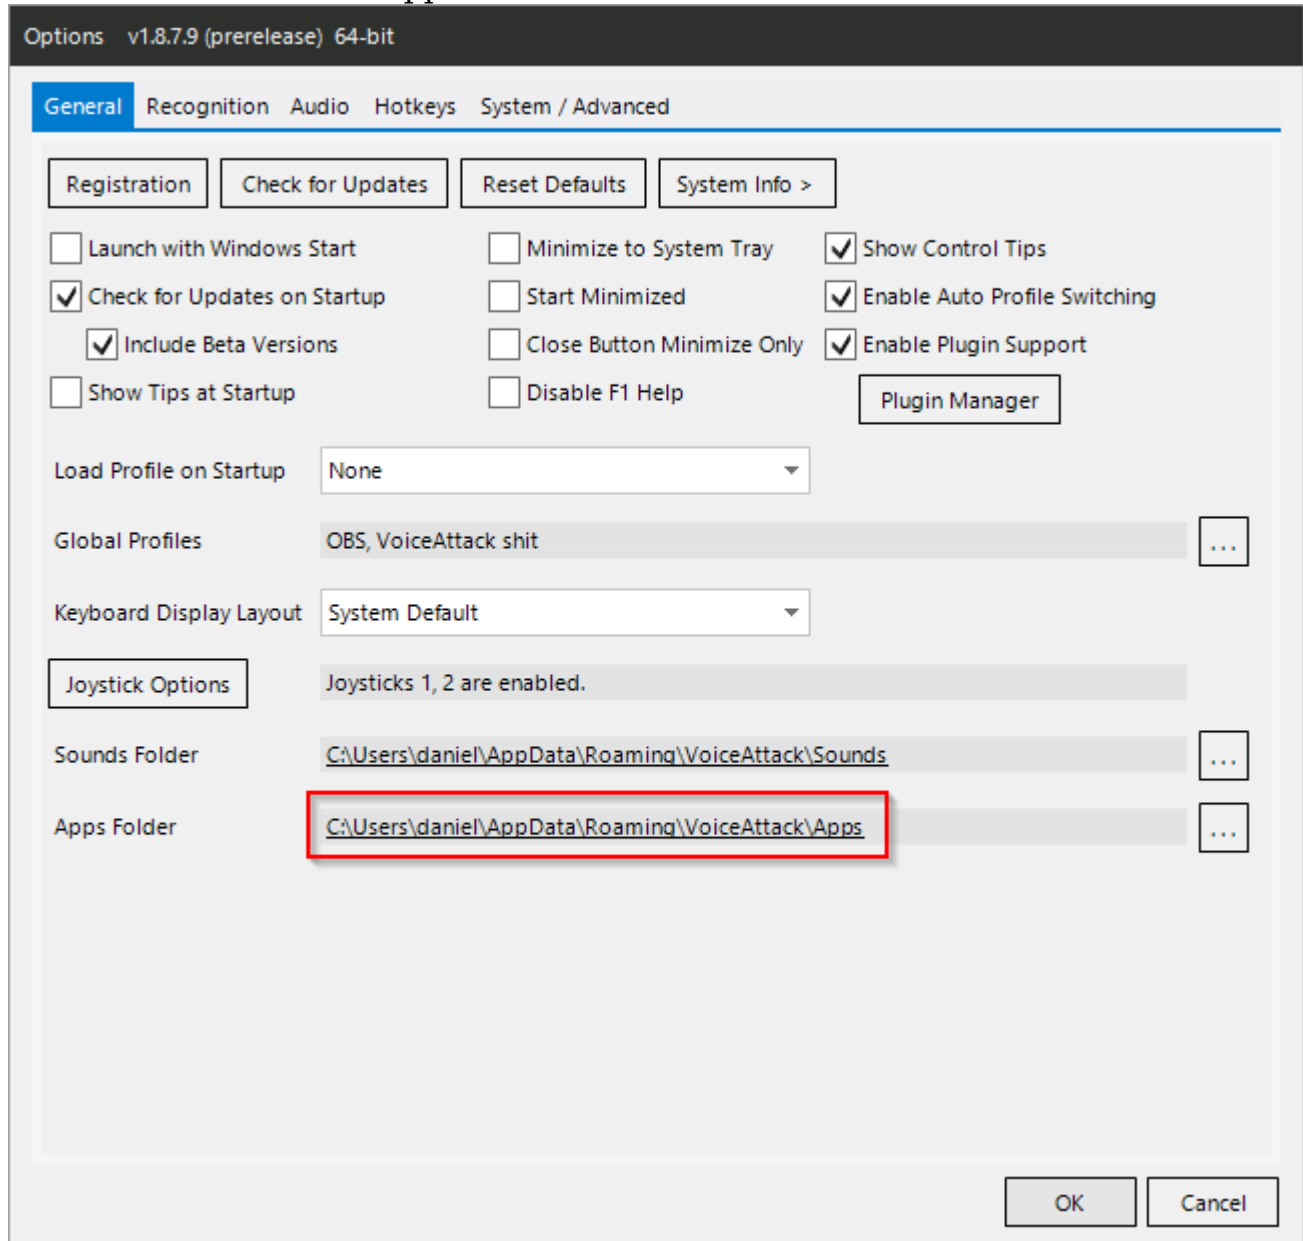 Options v1.8.7.9 (prerelease) 64-bit
General Recognition Audio Hotkeys System / Advanced
Registration Check for Updates Reset Defaults System Info >
Launch with Windows Start Minimize to System Tray Show Control Tips
Check for Updates on Startup Start Minimized Enable Auto Profile Switching
Include Beta Versions Close Button Minimize Only Enable Plugin Support
Show Tips at Startup Disable F1 Help Plugin Manager
Load Profile on Startup None
Global Profiles OBS, VoiceAttack shit ...
Keyboard Display Layout System Default
Joystick Options Joysticks 1, 2 are enabled.
Sounds Folder C:\Users\daniel\AppData\Roaming\VoiceAttack\Sounds ...
Apps Folder C:\Users\daniel\AppData\Roaming\VoiceAttack\Apps ...
OK Cancel